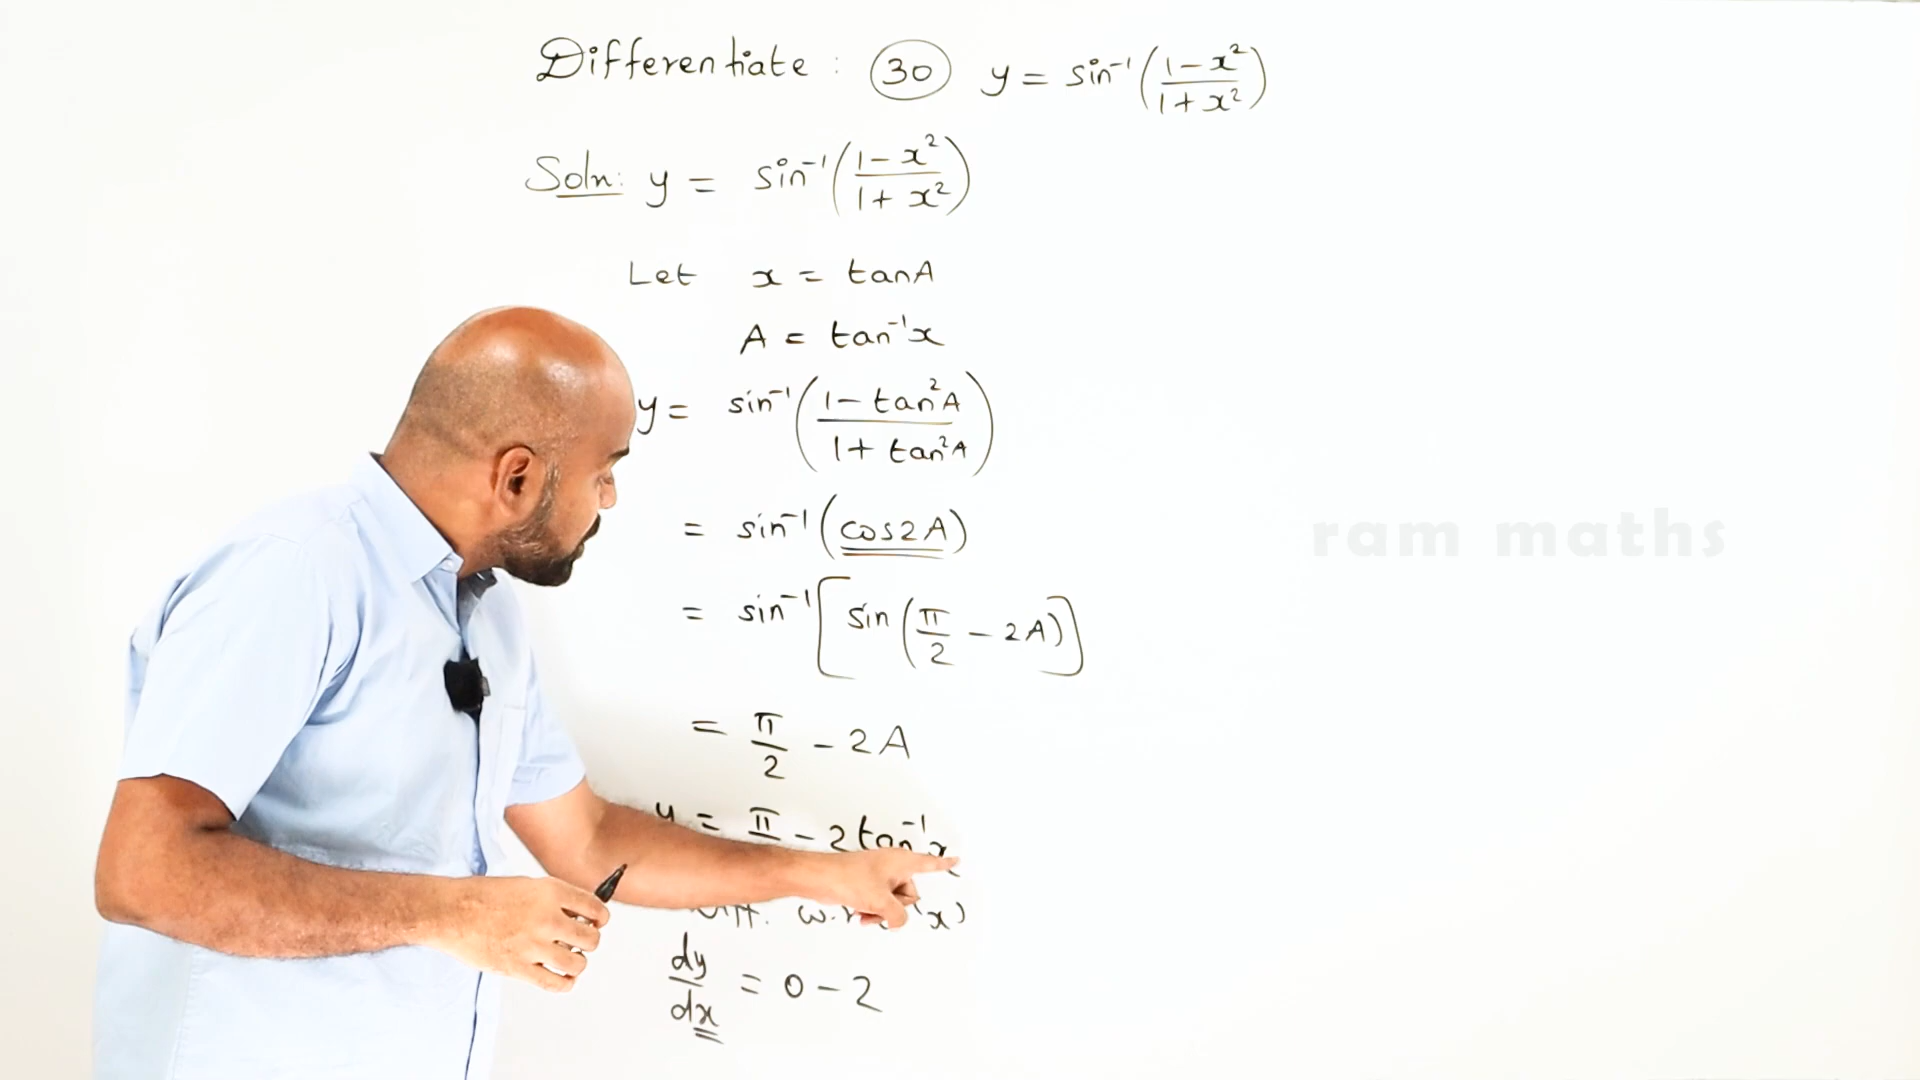 Differentiate : 30 y = sin⁻¹((1-x²)/(1+x²))
Soln: y = sin⁻¹((1-x²)/(1+x²))
Let x = tanA
A = tan⁻¹x
y = sin⁻¹((1-tan²A)/(1+tan²A))
= sin⁻¹(cos2A)
= sin⁻¹[sin(π/2 - 2A)]
ram maths
= π/2 - 2A
y = π - 2tan⁻¹x
w.r (x)
dy/dx = 0 - 2